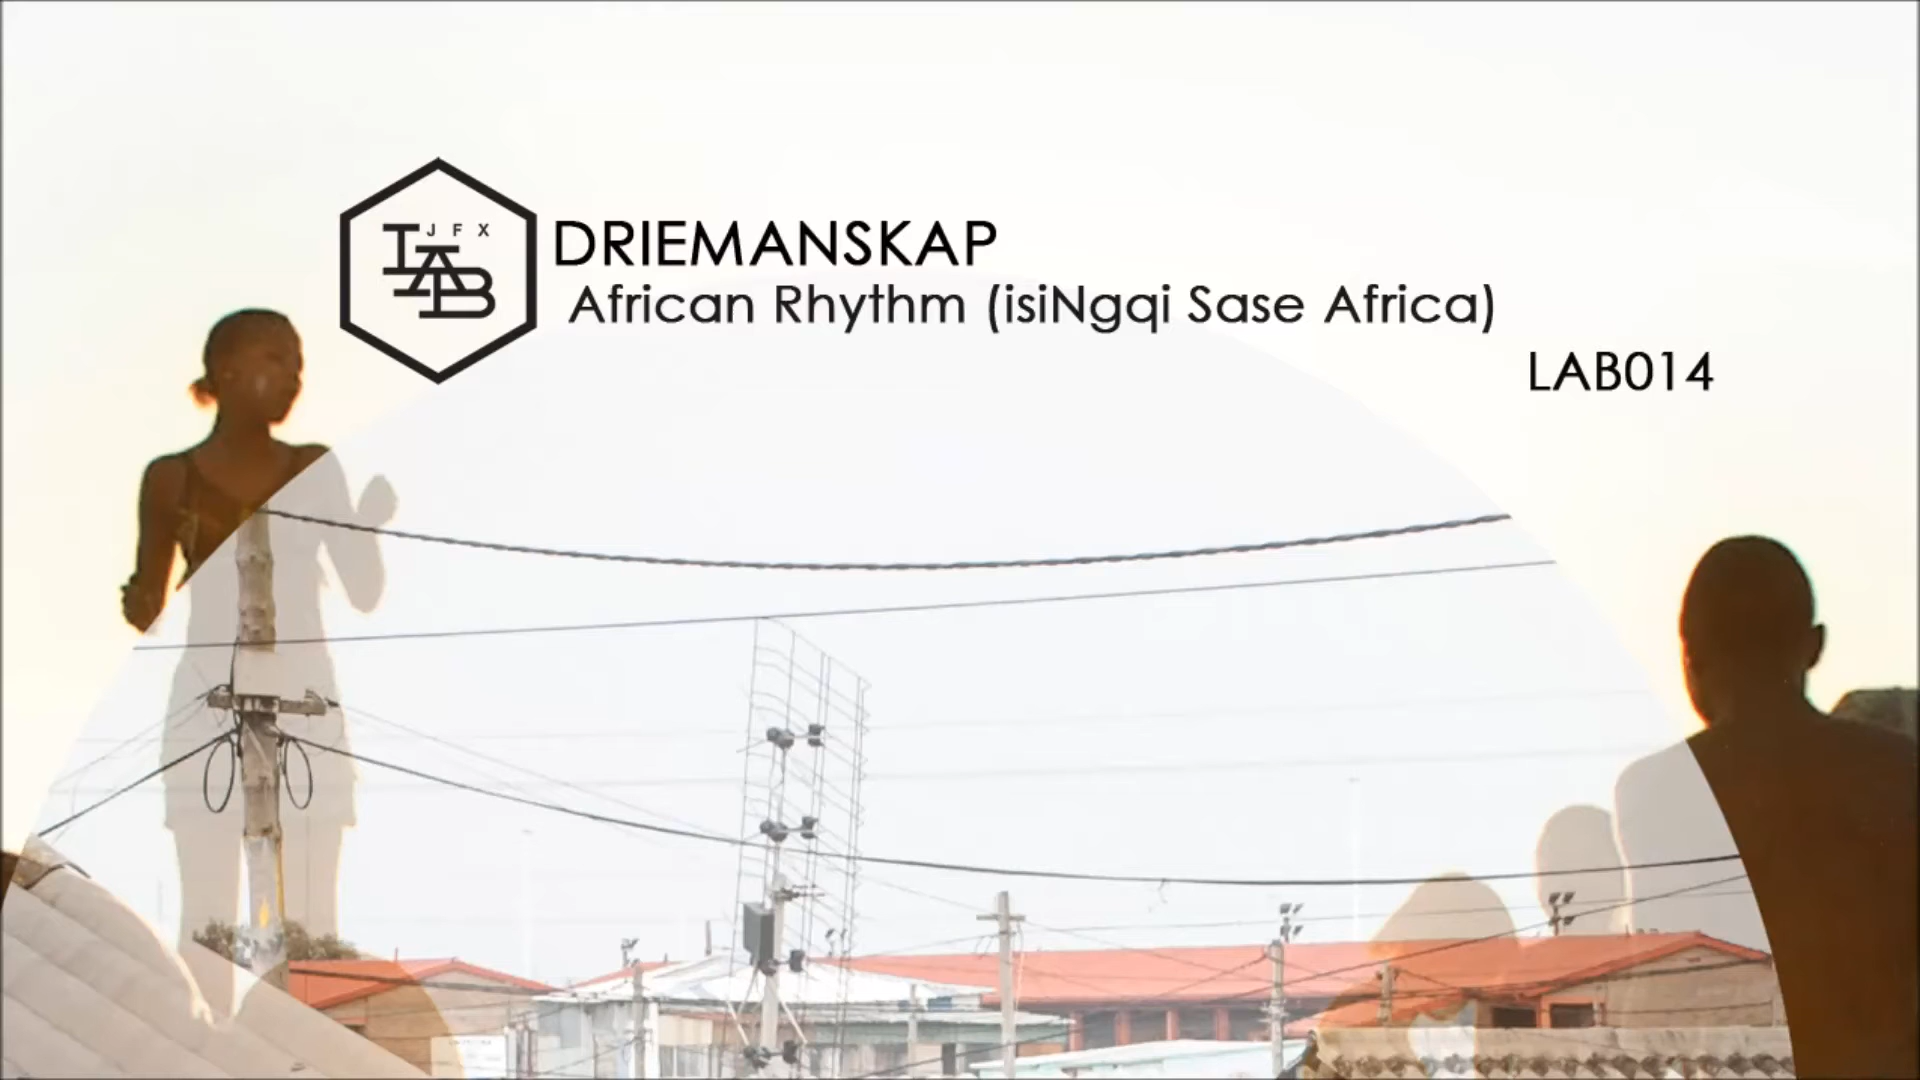 JFX
LAB
DRIEMANSKAP
African Rhythm (isiNgqi Sase Africa)
LAB014